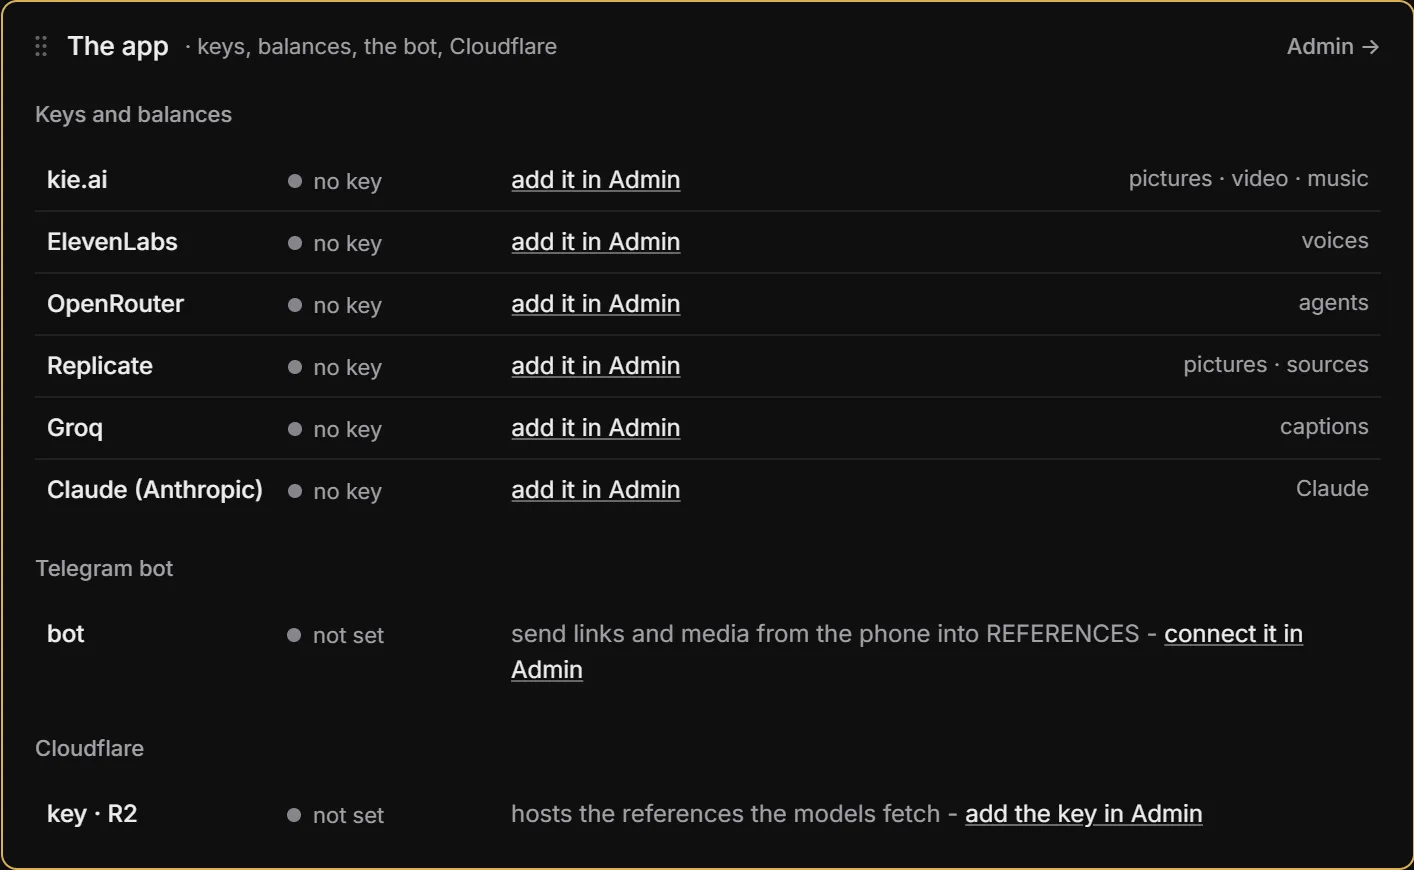 The app · keys, balances, the bot, Cloudflare Admin →
Keys and balances
kie.ai no key add it in Admin pictures · video · music
ElevenLabs no key add it in Admin voices
OpenRouter no key add it in Admin agents
Replicate no key add it in Admin pictures · sources
Groq no key add it in Admin captions
Claude (Anthropic) no key add it in Admin Claude
Telegram bot
bot not set send links and media from the phone into REFERENCES - connect it in
Admin
Cloudflare
key · R2 not set hosts the references the models fetch - add the key in Admin